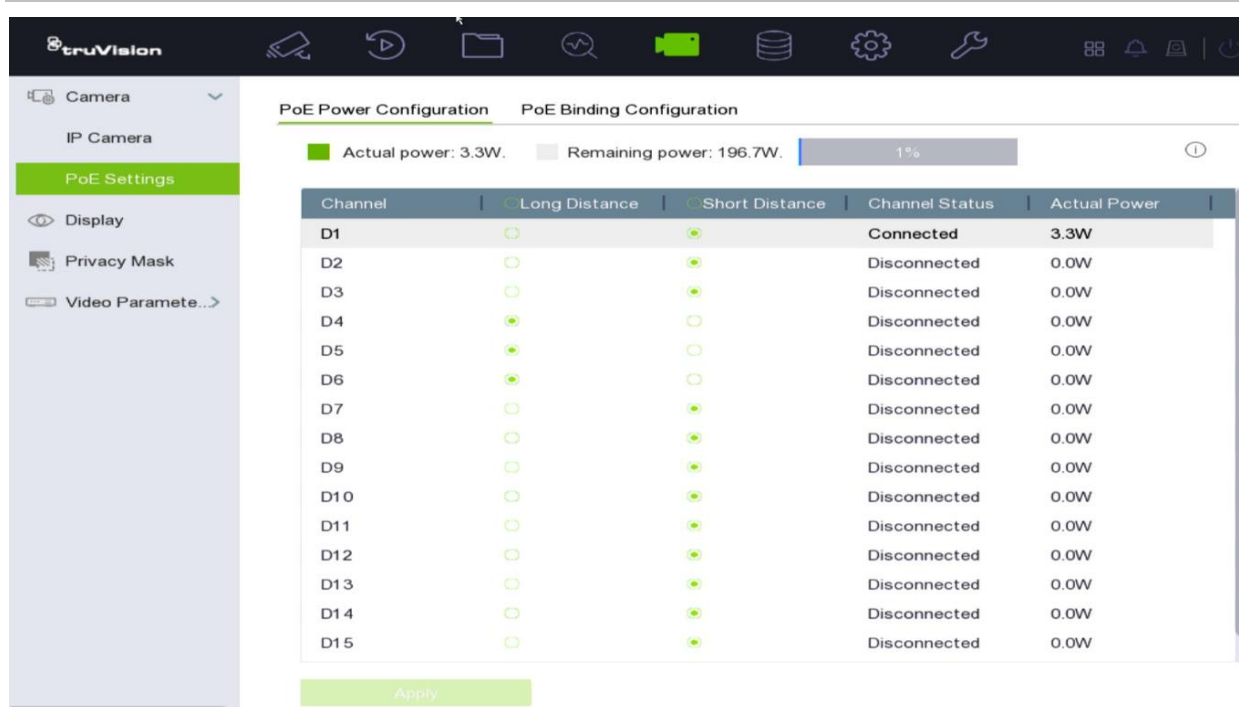 truVision
Camera
IP Camera
PoE Settings
Display
Privacy Mask
Video Paramete...
PoE Power Configuration PoE Binding Configuration
Actual power: 3.3W. Remaining power: 196.7W. 1%
Channel Long Distance Short Distance Channel Status Actual Power
D1 Connected 3.3W
D2 Disconnected 0.0W
D3 Disconnected 0.0W
D4 Disconnected 0.0W
D5 Disconnected 0.0W
D6 Disconnected 0.0W
D7 Disconnected 0.0W
D8 Disconnected 0.0W
D9 Disconnected 0.0W
D10 Disconnected 0.0W
D11 Disconnected 0.0W
D12 Disconnected 0.0W
D13 Disconnected 0.0W
D14 Disconnected 0.0W
D15 Disconnected 0.0W
Apply